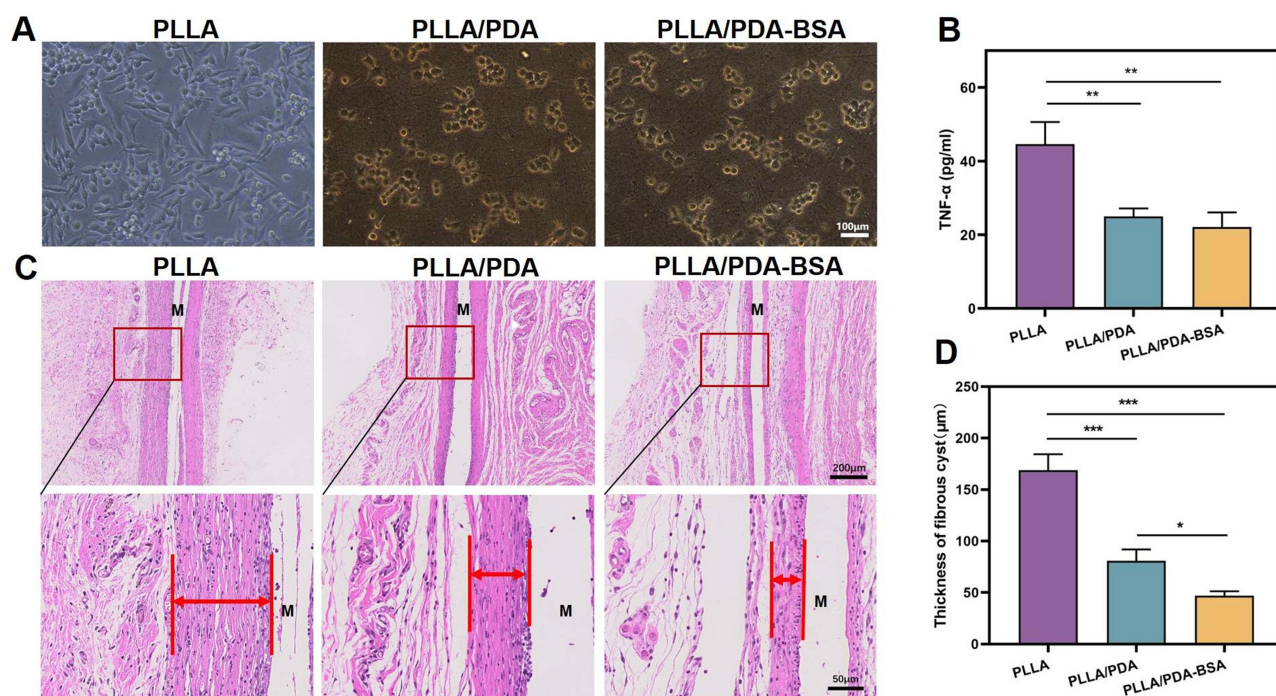 A
PLLA
PLLA/PDA
PLLA/PDA-BSA
100μm
B
TNF-α (pg/ml)
60
40
20
0
**
**
PLLA
PLLA/PDA
PLLA/PDA-BSA
C
PLLA
PLLA/PDA
PLLA/PDA-BSA
M
M
M
200μm
M
M
M
50μm
D
Thickness of fibrous cyst(μm)
250
200
150
100
50
0
***
***
*
PLLA
PLLA/PDA
PLLA/PDA-BSA